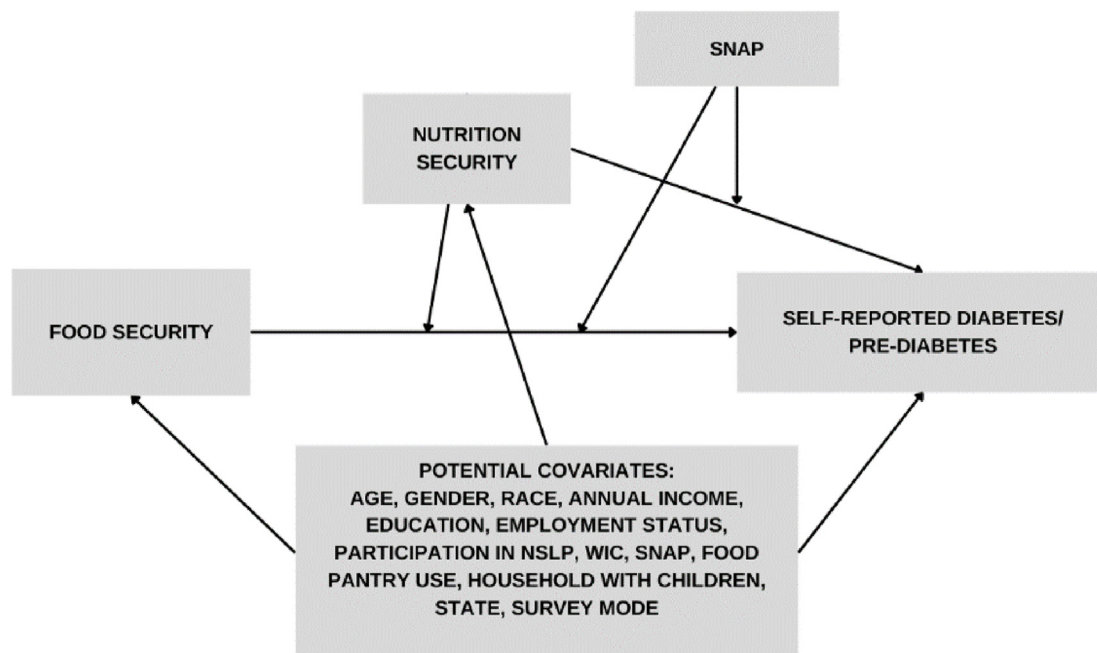 SNAP
NUTRITION
SECURITY
FOOD SECURITY
SELF-REPORTED DIABETES/
PRE-DIABETES
POTENTIAL COVARIATES:
AGE, GENDER, RACE, ANNUAL INCOME,
EDUCATION, EMPLOYMENT STATUS,
PARTICIPATION IN NSLP, WIC, SNAP, FOOD
PANTRY USE, HOUSEHOLD WITH CHILDREN,
STATE, SURVEY MODE